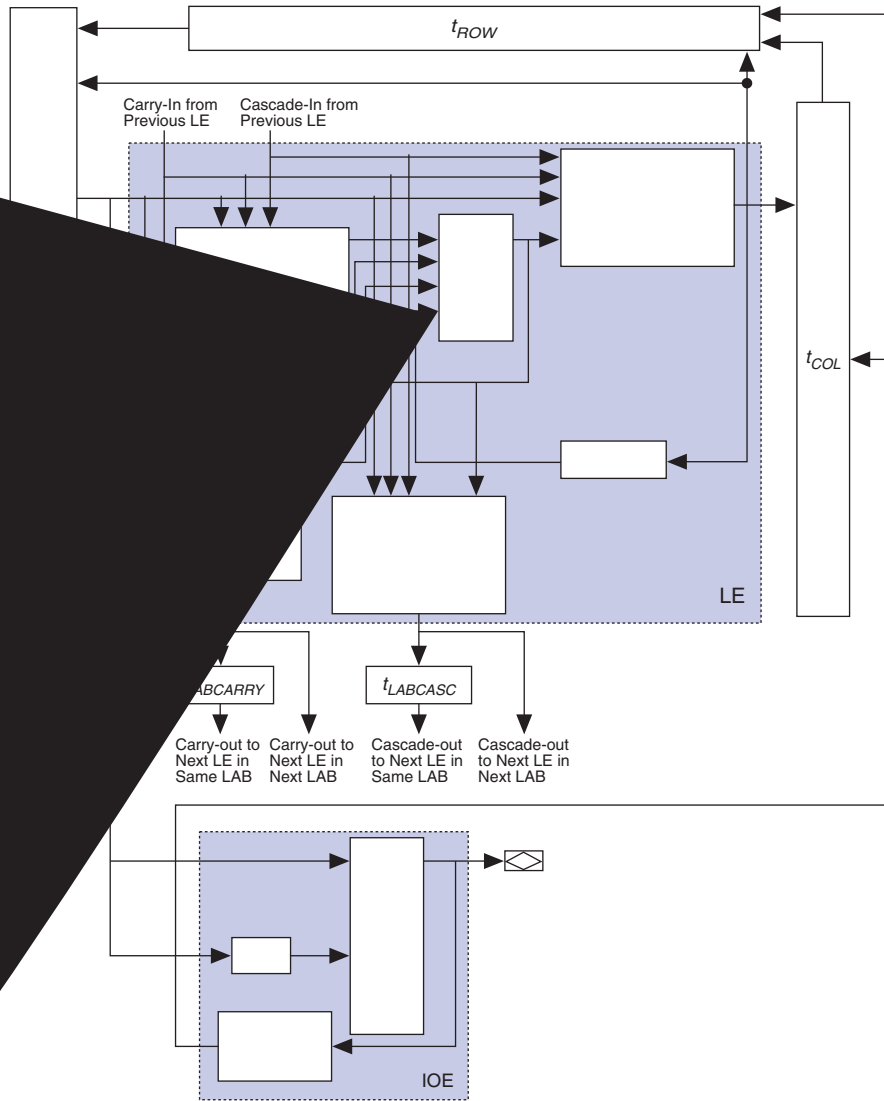 tROW
Carry-In from
Previous LE
Cascade-In from
Previous LE
tCOL
LE
ABCARRY
tLABCASC
Carry-out to
Next LE in
Same LAB
Carry-out to
Next LE in
Next LAB
Cascade-out
to Next LE in
Same LAB
Cascade-out
to Next LE in
Next LAB
IOE